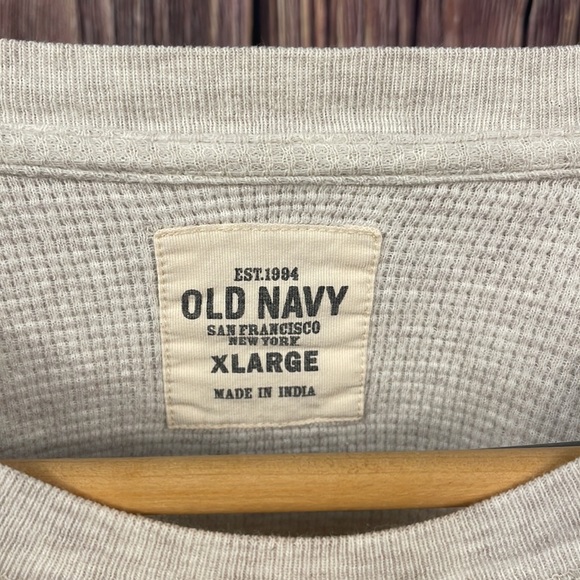 EST.1994
OLD NAVY
SAN FRANCISCO
NEW YORK
XLARGE
MADE IN INDIA